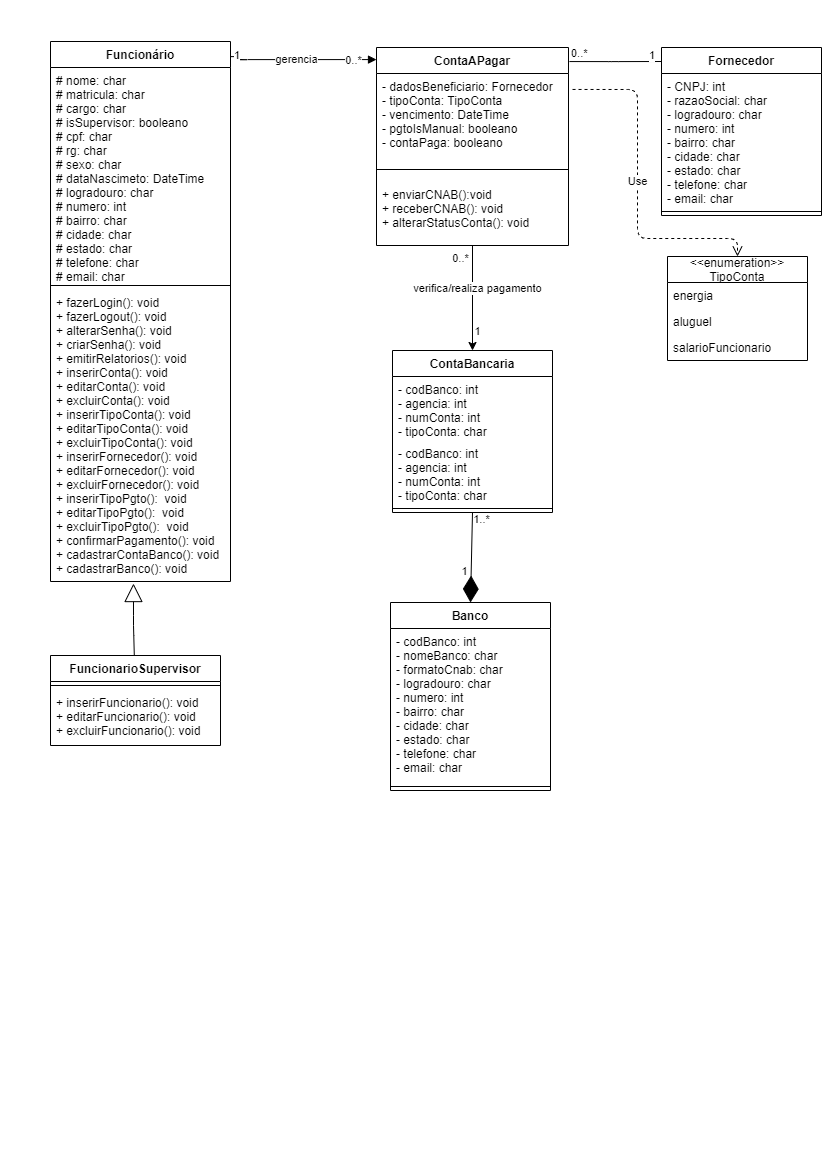 Funcionário
# nome: char
# matricula: char
# cargo: char
# isSupervisor: booleano
# cpf: char
# rg: char
# sexo: char
# dataNascimeto: DateTime
# logradouro: char
# numero: int
# bairro: char
# cidade: char
# estado: char
# telefone: char
# email: char
+ fazerLogin(): void
+ fazerLogout(): void
+ alterarSenha(): void
+ criarSenha(): void
+ emitirRelatorios(): void
+ inserirConta(): void
+ editarConta(): void
+ excluirConta(): void
+ inserirTipoConta(): void
+ editarTipoConta(): void
+ excluirTipoConta(): void
+ inserirFornecedor(): void
+ editarFornecedor(): void
+ excluirFornecedor(): void
+ inserirTipoPgto(): void
+ editarTipoPgto(): void
+ excluirTipoPgto(): void
+ confirmarPagamento(): void
+ cadastrarContaBanco(): void
+ cadastrarBanco(): void
FuncionarioSupervisor
+ inserirFuncionario(): void
+ editarFuncionario(): void
+ excluirFuncionario(): void
1
gerencia
0..*
ContaAPagar
- dadosBeneficiario: Fornecedor
- tipoConta: TipoConta
- vencimento: DateTime
- pgtoIsManual: booleano
- contaPaga: booleano
+ enviarCNAB():void
+ receberCNAB(): void
+ alterarStatusConta(): void
0..*
1
Fornecedor
- CNPJ: int
- razaoSocial: char
- logradouro: char
- numero: int
- bairro: char
- cidade: char
- estado: char
- telefone: char
- email: char
Use
<<enumeration>>
TipoConta
energia
aluguel
salarioFuncionario
0..*
verifica/realiza pagamento
1
ContaBancaria
- codBanco: int
- agencia: int
- numConta: int
- tipoConta: char
- codBanco: int
- agencia: int
- numConta: int
- tipoConta: char
1..*
1
Banco
- codBanco: int
- nomeBanco: char
- formatoCnab: char
- logradouro: char
- numero: int
- bairro: char
- cidade: char
- estado: char
- telefone: char
- email: char